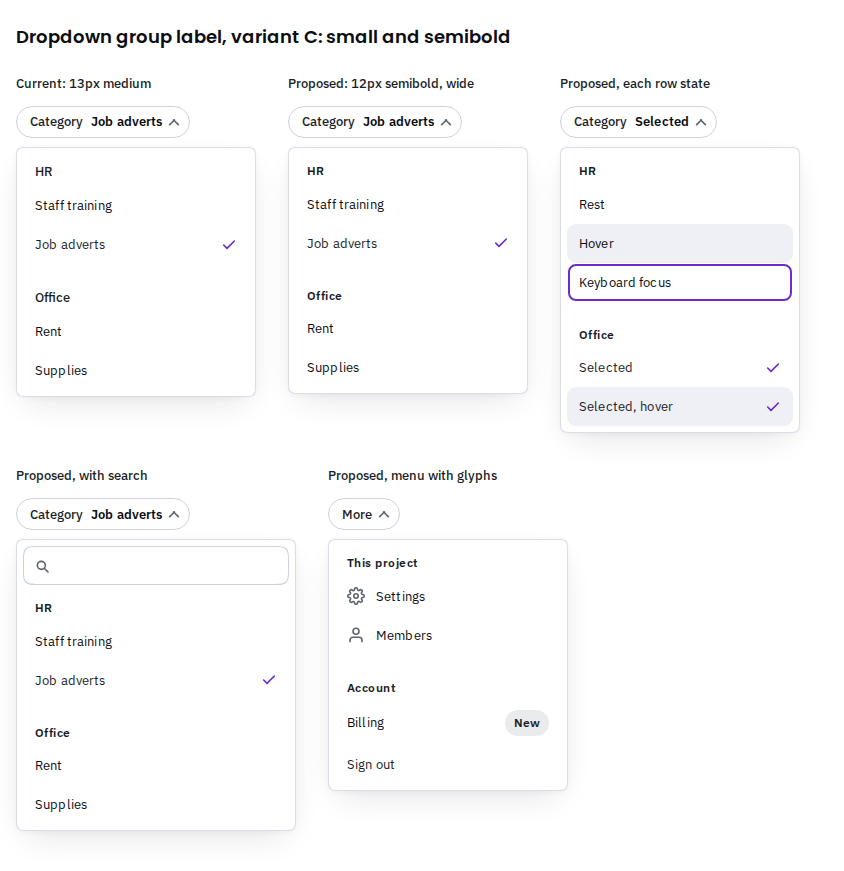 Dropdown group label, variant C: small and semibold
Current: 13px medium
Category Job adverts
HR
Staff training
Job adverts
Office
Rent
Supplies
Proposed: 12px semibold, wide
Category Job adverts
HR
Staff training
Job adverts
Office
Rent
Supplies
Proposed, each row state
Category Selected
HR
Rest
Hover
Keyboard focus
Office
Selected
Selected, hover
Proposed, with search
Category Job adverts
HR
Staff training
Job adverts
Office
Rent
Supplies
Proposed, menu with glyphs
More
This project
Settings
Members
Account
Billing New
Sign out